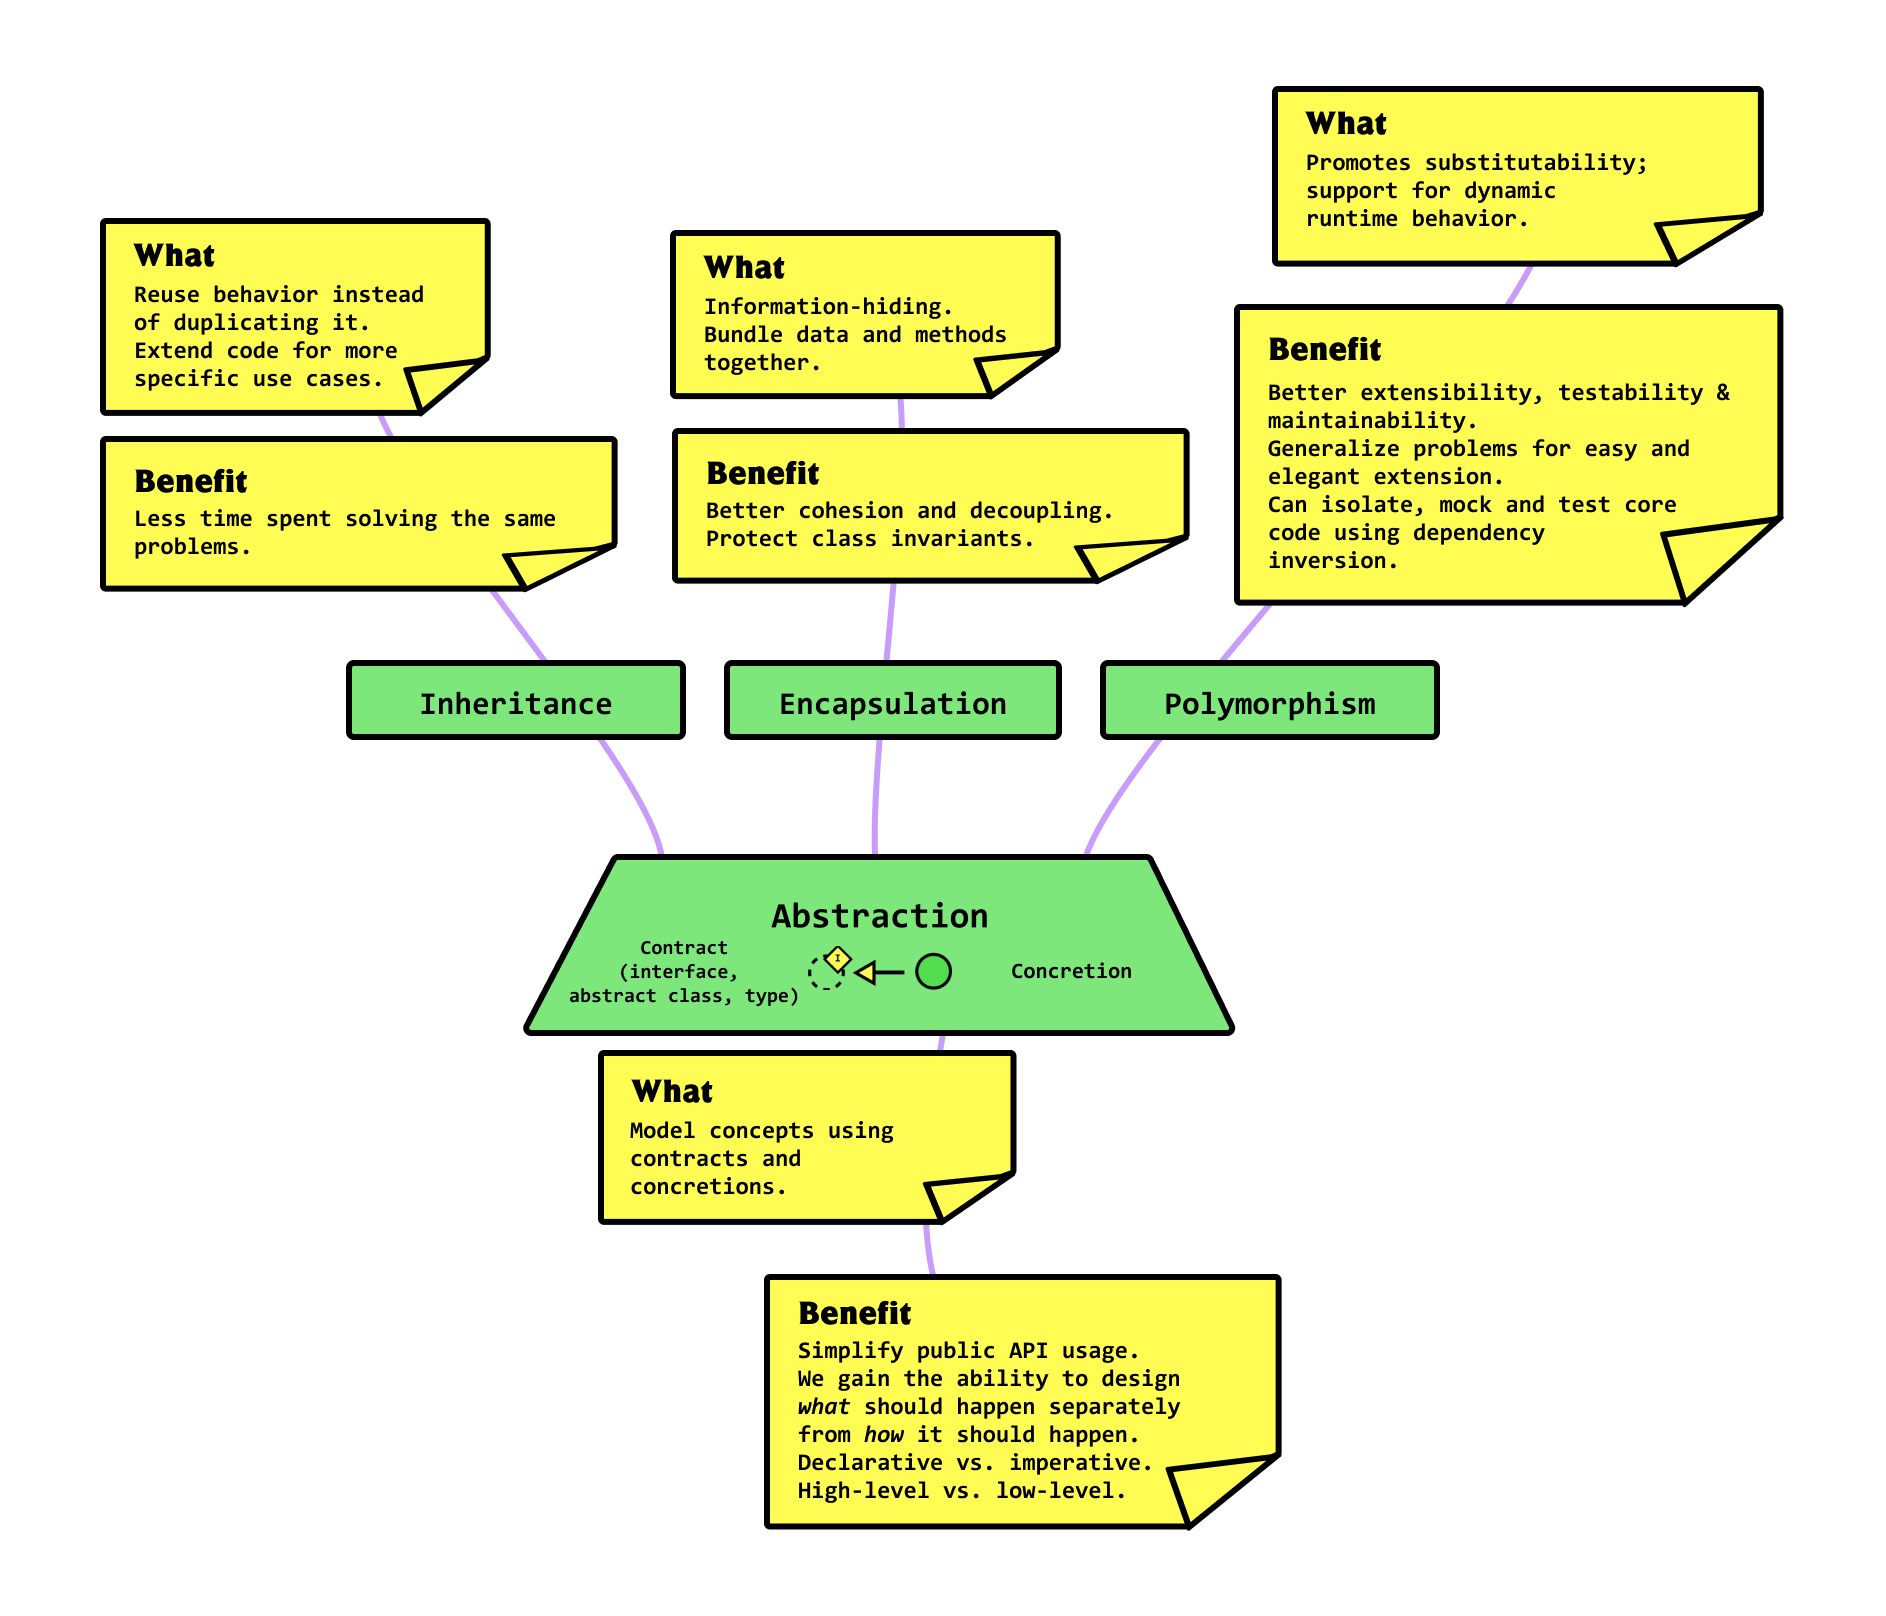 What
Promotes substitutability;
support for dynamic
runtime behavior.
What
Reuse behavior instead
of duplicating it.
Extend code for more
specific use cases.
What
Information-hiding.
Bundle data and methods
together.
Benefit
Better extensibility, testability &
maintainability.
Generalize problems for easy and
elegant extension.
Can isolate, mock and test core
code using dependency
inversion.
Benefit
Less time spent solving the same
problems.
Benefit
Better cohesion and decoupling.
Protect class invariants.
Inheritance
Encapsulation
Polymorphism
Abstraction
Contract
(interface,
abstract class, type)
I
Concretion
What
Model concepts using
contracts and
concretions.
Benefit
Simplify public API usage.
We gain the ability to design
what should happen separately
from how it should happen.
Declarative vs. imperative.
High-level vs. low-level.